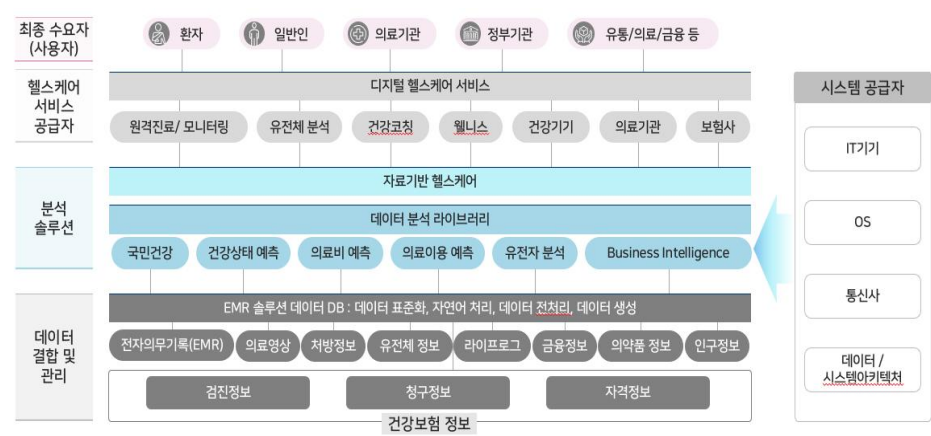 최종 수요자
(사용자)
환자
일반인
의료기관
정부기관
유통/의료/금융 등
헬스케어
서비스
공급자
디지털 헬스케어 서비스
원격진료/ 모니터링
유전체 분석
건강코칭
웰니스
건강기기
의료기관
보험사
분석
솔루션
자료기반 헬스케어
데이터 분석 라이브러리
국민건강
건강상태 예측
의료비 예측
의료이용 예측
유전자 분석
Business Intelligence
데이터
결합 및
관리
EMR 솔루션 데이터 DB : 데이터 표준화, 자연어 처리, 데이터 전처리, 데이터 생성
전자의무기록(EMR)
의료영상
처방정보
유전체 정보
라이프로그
금융정보
의약품 정보
인구정보
검진정보
청구정보
자격정보
건강보험 정보
시스템 공급자
IT기기
OS
통신사
데이터 /
시스템아키텍처